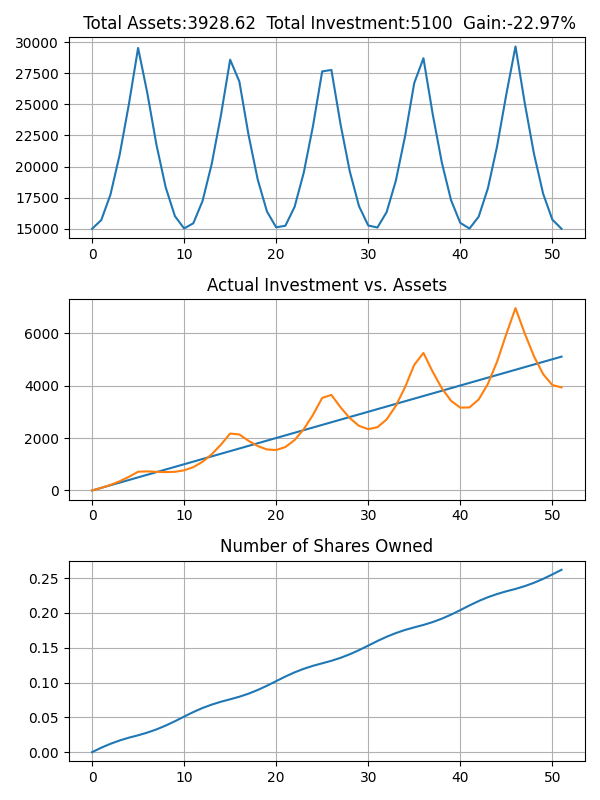 Total Assets:3928.62  Total Investment:5100  Gain:-22.97%
30000
27500
25000
22500
20000
17500
15000
0 10 20 30 40 50
Actual Investment vs. Assets
6000
4000
2000
0
0 10 20 30 40 50
Number of Shares Owned
0.25
0.20
0.15
0.10
0.05
0.00
0 10 20 30 40 50